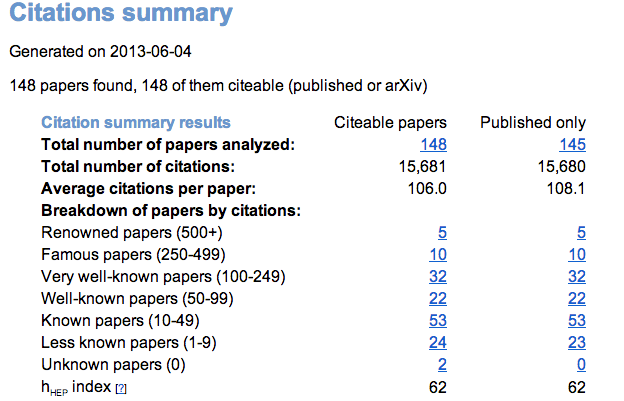 Citations summary
Generated on 2013-06-04
148 papers found, 148 of them citeable (published or arXiv)
Citation summary results Citeable papers Published only
Total number of papers analyzed: 148 145
Total number of citations: 15,681 15,680
Average citations per paper: 106.0 108.1
Breakdown of papers by citations:
Renowned papers (500+) 5 5
Famous papers (250-499) 10 10
Very well-known papers (100-249) 32 32
Well-known papers (50-99) 22 22
Known papers (10-49) 53 53
Less known papers (1-9) 24 23
Unknown papers (0) 2 0
hHEP index [?] 62 62